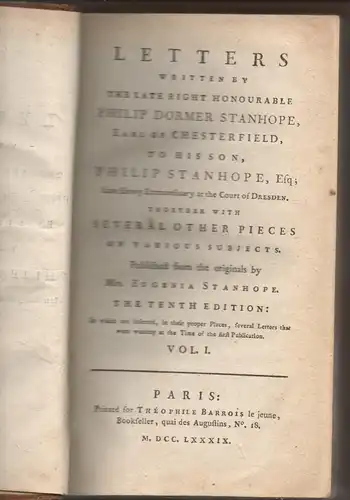 LETTERS
WRITTEN BY
THE LATE RIGHT HONOURABLE
PHILIP DORMER STANHOPE,
EARL OF CHESTERFIELD,
TO HIS SON,
PHILIP STANHOPE, Esq;
late Envoy Extraordinary at the Court of DRESDEN.
TOGETHER WITH
SEVERAL OTHER PIECES
ON VARIOUS SUBJECTS.
Published from the originals by
Mrs. EUGENIA STANHOPE.
THE TENTH EDITION:
In which are inserted, in their proper Places, several Letters that
were wanting at the Time of the first Publication.
VOL. I.
PARIS:
Printed for THÉOPHILE BARROIS le jeune,
Bookseller, quai des Augustins, N°. 18.
M. DCC. LXXXIX.